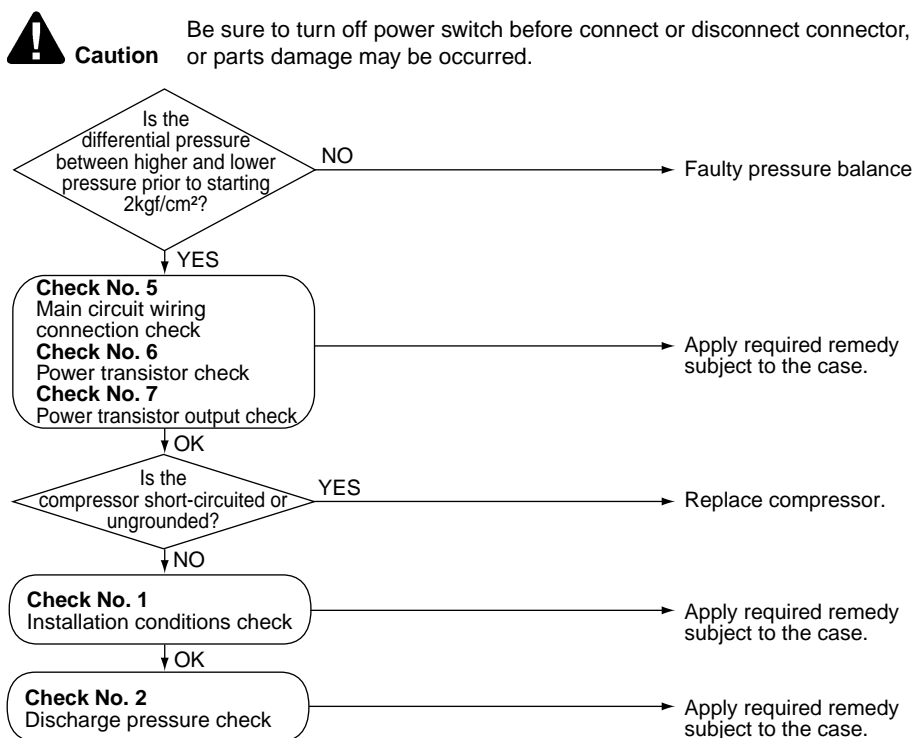 Be sure to turn off power switch before connect or disconnect connector,
Caution or parts damage may be occurred.
Is the
differential pressure
between higher and lower
pressure prior to starting
2kgf/cm²?
NO
Faulty pressure balance
YES
Check No. 5
Main circuit wiring
connection check
Check No. 6
Power transistor check
Check No. 7
Power transistor output check
Apply required remedy
subject to the case.
OK
Is the
compressor short-circuited or
ungrounded?
YES
Replace compressor.
NO
Check No. 1
Installation conditions check
Apply required remedy
subject to the case.
OK
Check No. 2
Discharge pressure check
Apply required remedy
subject to the case.